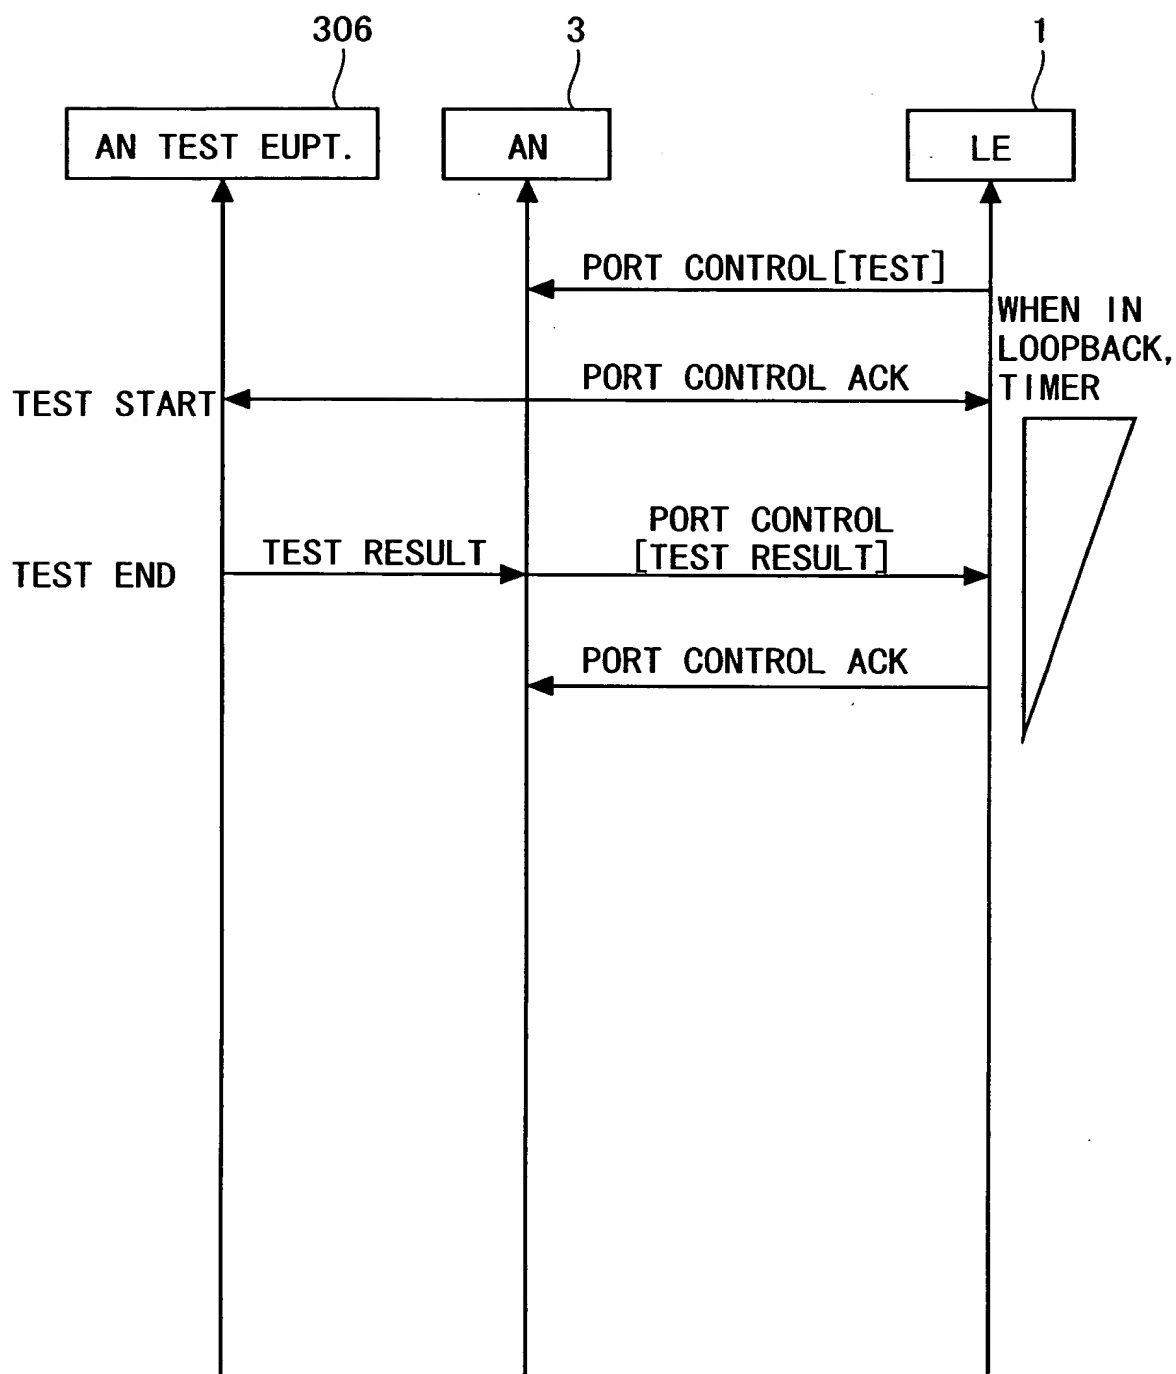 306
3
1
AN TEST EUPT.
AN
LE
PORT CONTROL[TEST]
WHEN IN
LOOPBACK,
TIMER
PORT CONTROL ACK
TEST START
PORT CONTROL
[TEST RESULT]
TEST RESULT
TEST END
PORT CONTROL ACK